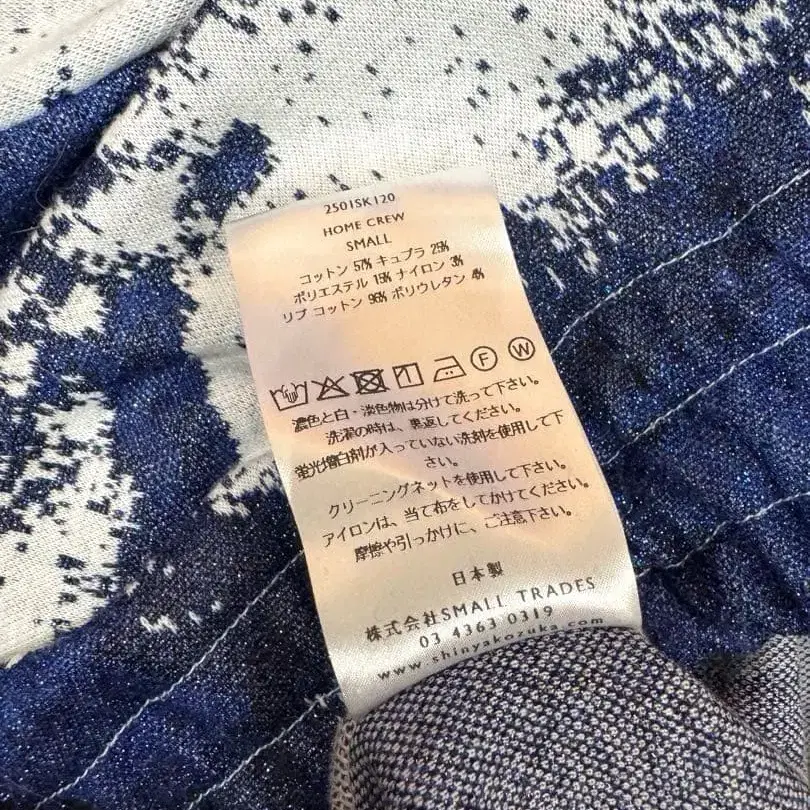 2501SK120
HOME CREW
SMALL
コットン 57% キュプラ 25%
ポリエステル 15% ナイロン 3%
リブ コットン 96% ポリウレタン 4%
F W
濃色と白・淡色物は分けて洗って下さい。
洗濯の時は、裏返してください。
蛍光増白剤が入っていない洗剤を使用して下
さい。
クリーニングネットを使用して下さい。
アイロンは、当て布をしてかけてください。
摩擦や引っかけに、ご注意下さい。
日本製
株式会社SMALL TRADES
03 4363 0319
www.shinyakozuka.com